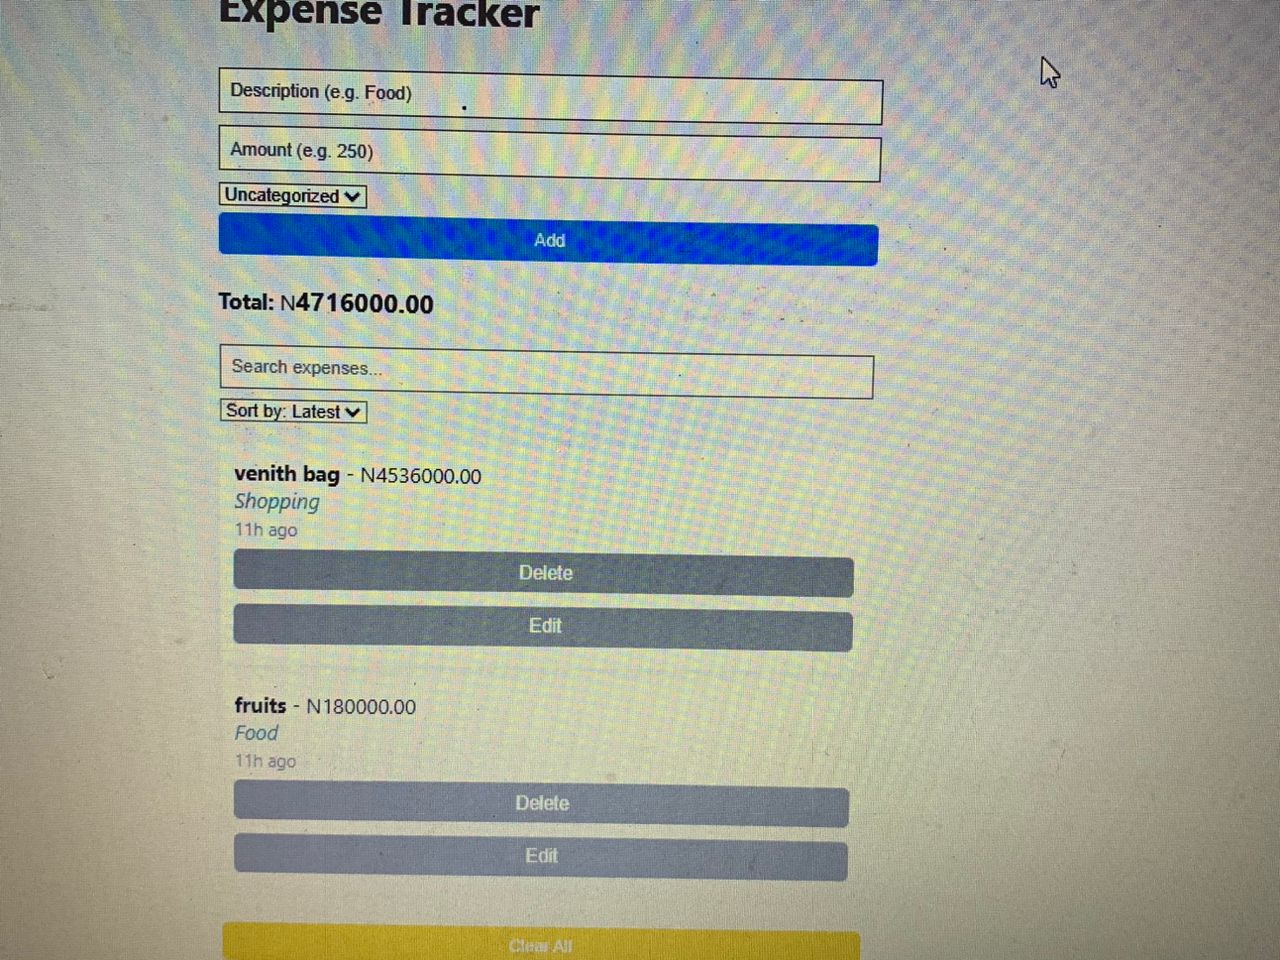 Expense Tracker
Description (e.g. Food)
Amount (e.g. 250)
Uncategorized
Add
Total: N4716000.00
Search expenses...
Sort by: Latest
venith bag - N4536000.00
Shopping
11h ago
Delete
Edit
fruits - N180000.00
Food
11h ago
Delete
Edit
Clear All